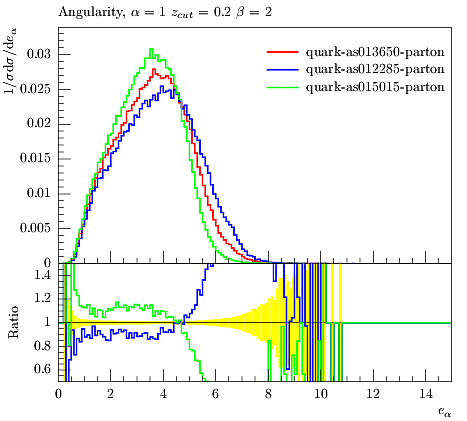 Angularity, α = 1 z_cut = 0.2 β = 2
1/σ dσ/de_α
quark-as013650-parton
quark-as012285-parton
quark-as015015-parton
0.03
0.025
0.02
0.015
0.01
0.005
0
Ratio
1.4
1.2
1
0.8
0.6
0 2 4 6 8 10 12 14
e_α